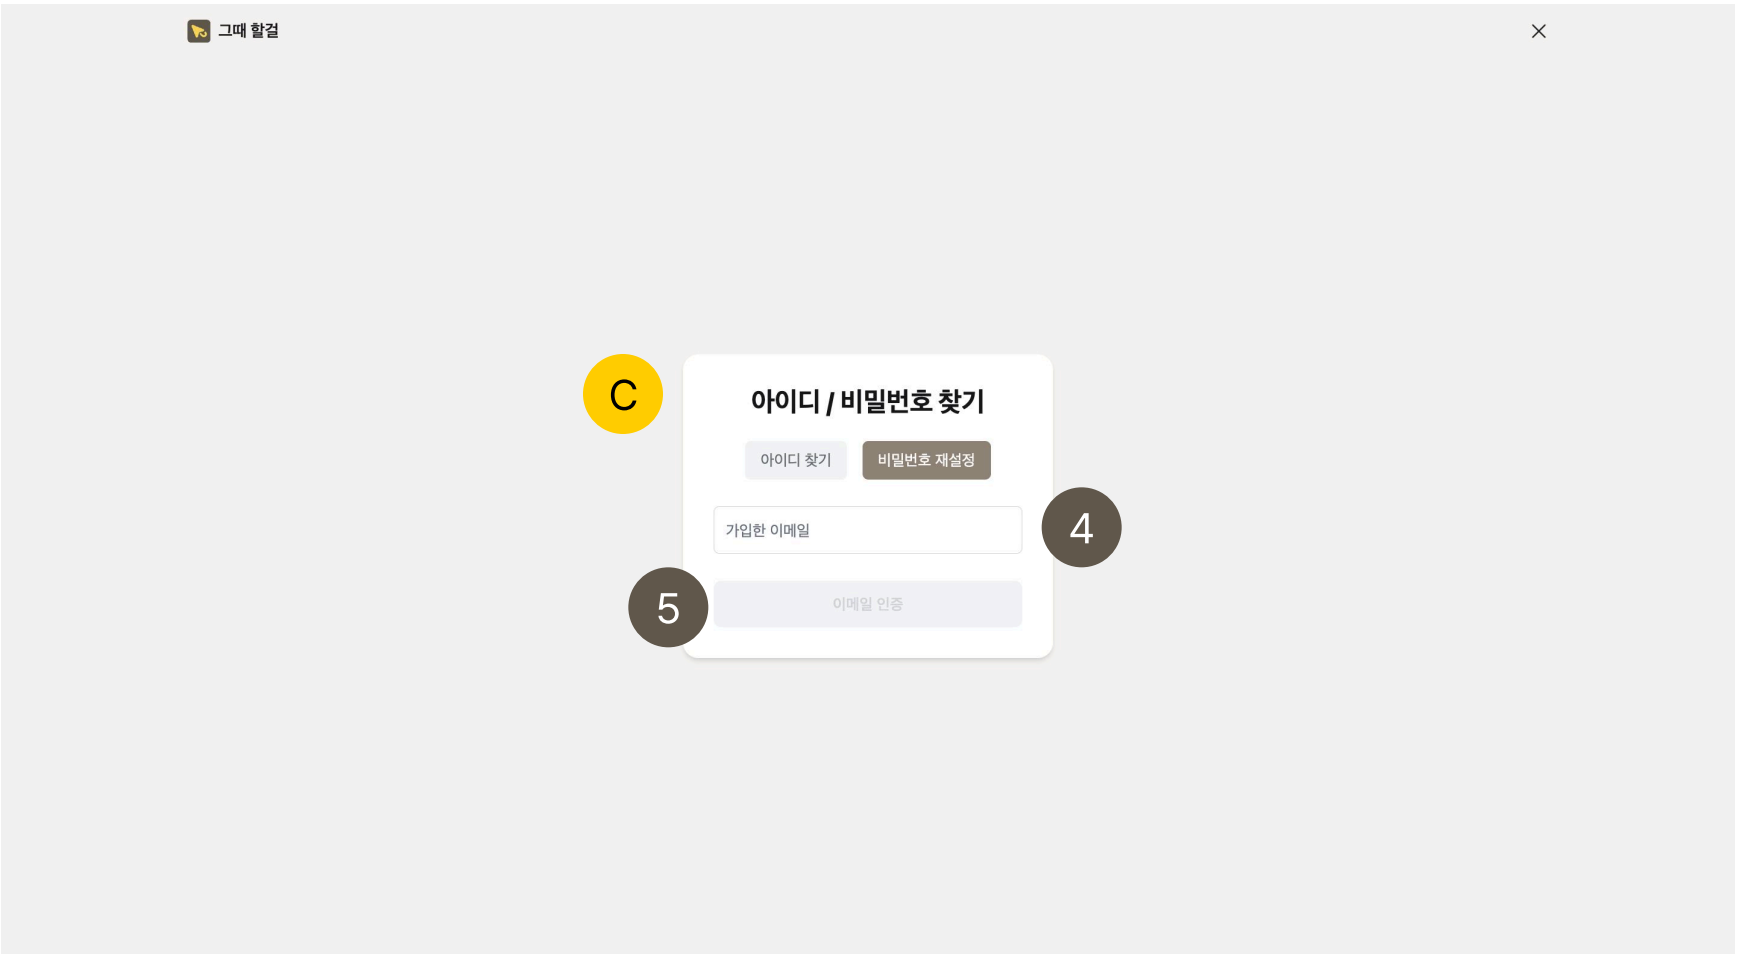 그때 할걸
C
아이디 / 비밀번호 찾기
아이디 찾기 비밀번호 재설정
가입한 이메일
4
5
이메일 인증